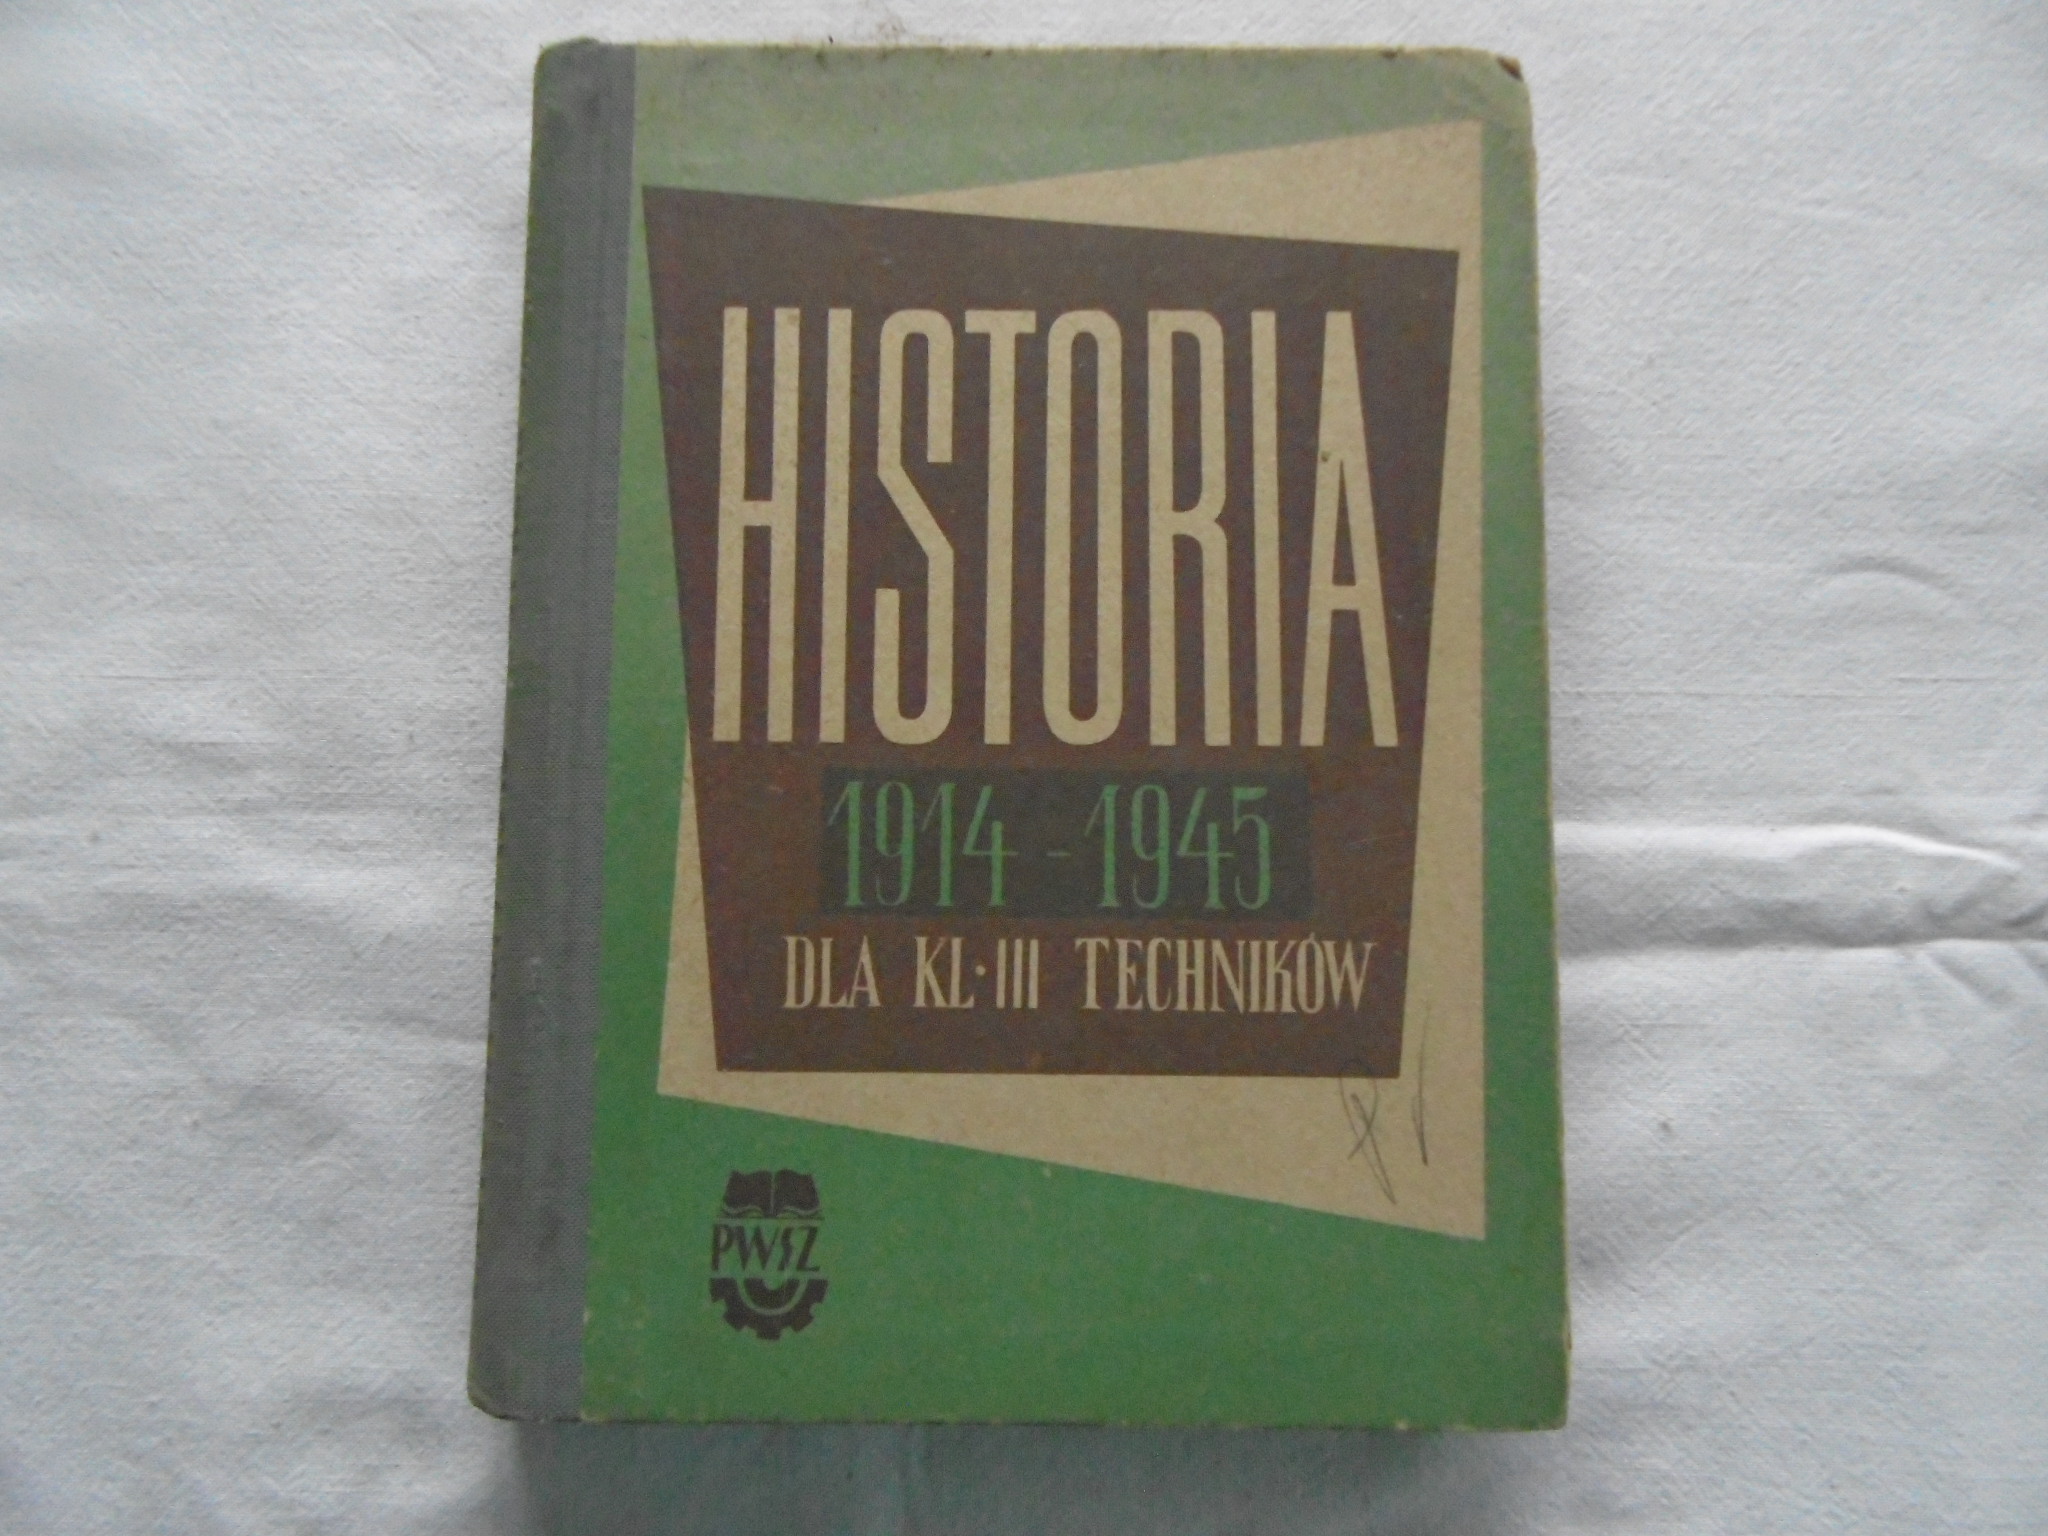 HISTORIA
1914-1945
DLA KL·III TECHNIKÓW
PWSZ